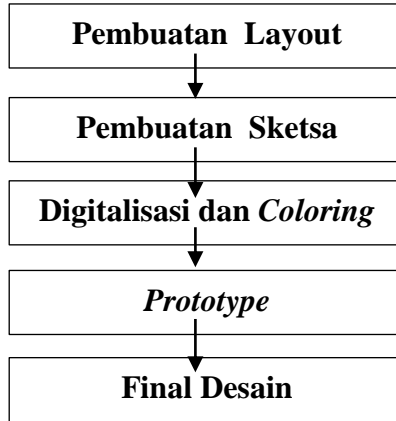 Pembuatan Layout
Pembuatan Sketsa
Digitalisasi dan Coloring
Prototype
Final Desain